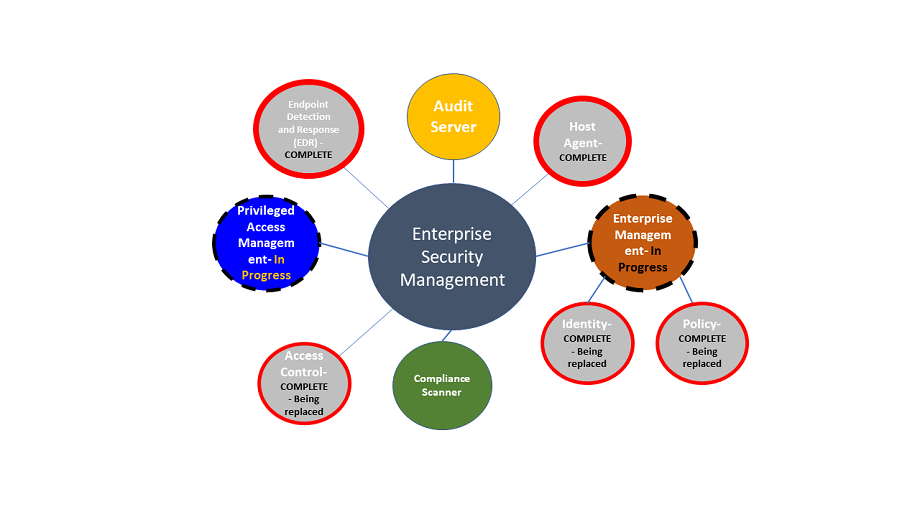 Audit
Server
Endpoint
Detection
and Response
(EDR) -
COMPLETE
Host
Agent-
COMPLETE
Privileged
Access
Managem
ent- In
Progress
Enterprise
Security
Management
Enterprise
Managem
ent- In
Progress
Identity-
COMPLETE
- Being
replaced
Policy-
COMPLETE
- Being
replaced
Access
Control-
COMPLETE
- Being
replaced
Compliance
Scanner